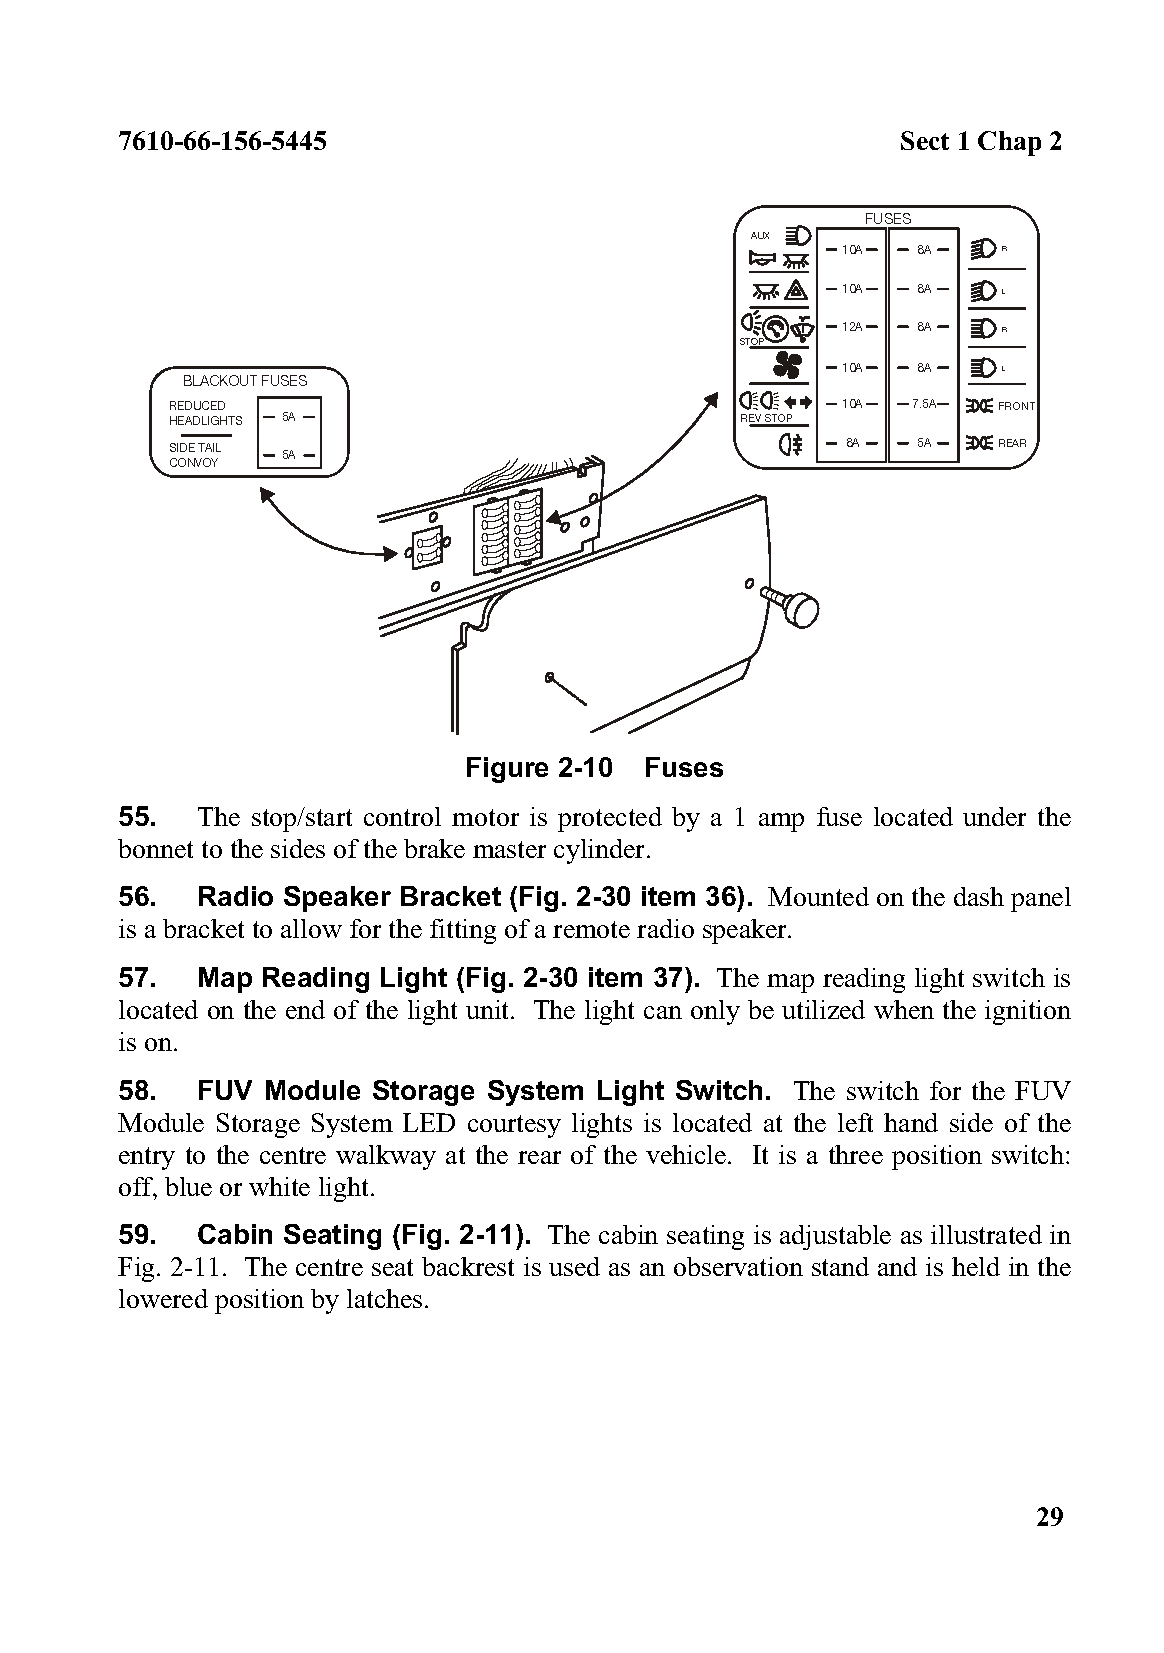 7610-66-156-5445 Sect 1 Chap 2
FUSES
AUX
10A 8A R
10A 8A L
12A 8A R
STOP
10A 8A L
10A 7.5A FRONT
REV STOP
8A 5A REAR
BLACKOUT FUSES
REDUCED
HEADLIGHTS 5A
SIDE TAIL
CONVOY 5A
Figure 2-10 Fuses
55. The stop/start control motor is protected by a 1 amp fuse located under the
bonnet to the sides of the brake master cylinder.
56. Radio Speaker Bracket (Fig. 2-30 item 36). Mounted on the dash panel
is a bracket to allow for the fitting of a remote radio speaker.
57. Map Reading Light (Fig. 2-30 item 37). The map reading light switch is
located on the end of the light unit. The light can only be utilized when the ignition
is on.
58. FUV Module Storage System Light Switch. The switch for the FUV
Module Storage System LED courtesy lights is located at the left hand side of the
entry to the centre walkway at the rear of the vehicle. It is a three position switch:
off, blue or white light.
59. Cabin Seating (Fig. 2-11). The cabin seating is adjustable as illustrated in
Fig. 2-11. The centre seat backrest is used as an observation stand and is held in the
lowered position by latches.
29